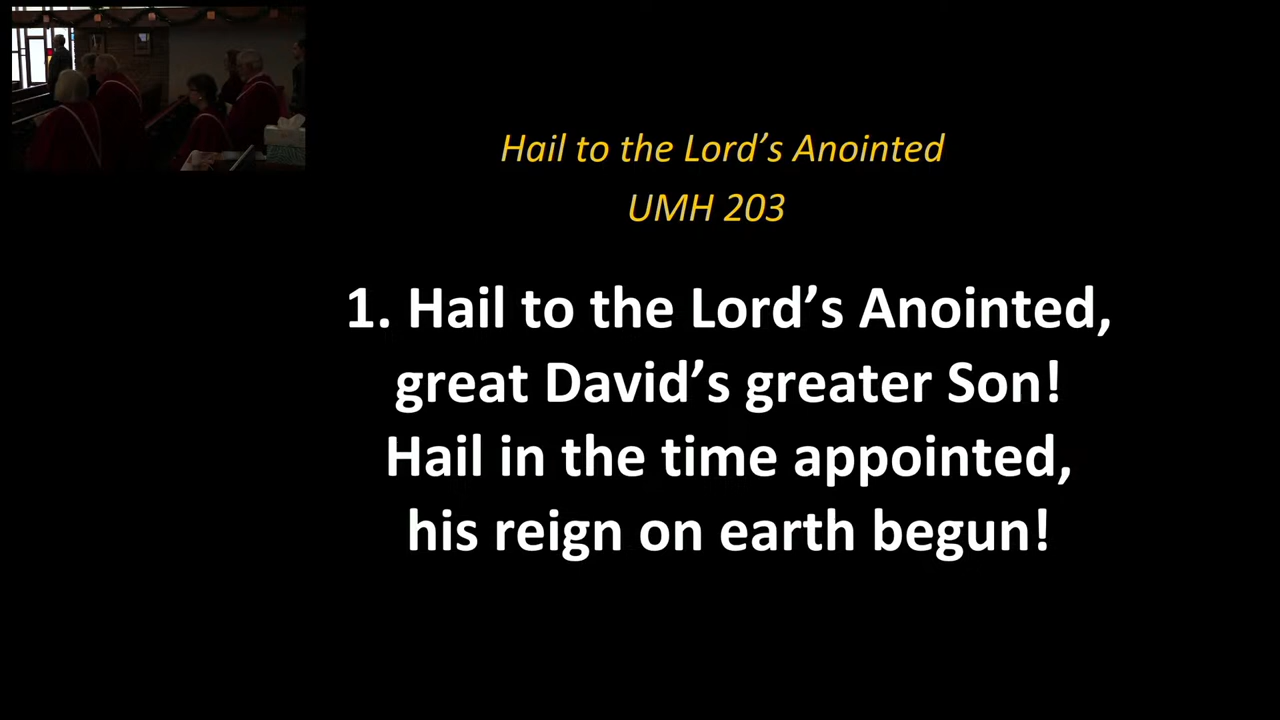 Hail to the Lord’s Anointed
UMH 203
1. Hail to the Lord’s Anointed,
great David’s greater Son!
Hail in the time appointed,
his reign on earth begun!